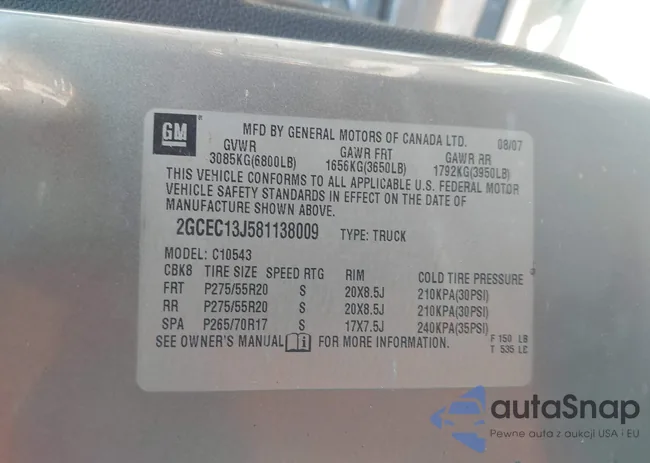 GM
MFD BY GENERAL MOTORS OF CANADA LTD. 08/07
GVWR GAWR FRT GAWR RR
3085KG(6800LB) 1656KG(3650LB) 1792KG(3950LB)
THIS VEHICLE CONFORMS TO ALL APPLICABLE U.S. FEDERAL MOTOR
VEHICLE SAFETY STANDARDS IN EFFECT ON THE DATE OF
MANUFACTURE SHOWN ABOVE.
2GCEC13J581138009 TYPE: TRUCK
MODEL: C10543
CBK8 TIRE SIZE SPEED RTG RIM COLD TIRE PRESSURE
FRT P275/55R20 S 20X8.5J 210KPA(30PSI)
RR P275/55R20 S 20X8.5J 210KPA(30PSI)
SPA P265/70R17 S 17X7.5J 240KPA(35PSI)
SEE OWNER'S MANUAL FOR MORE INFORMATION.
F 150 LB
T 535 LC
autaSnap
Pewne auta z aukcji USA i EU